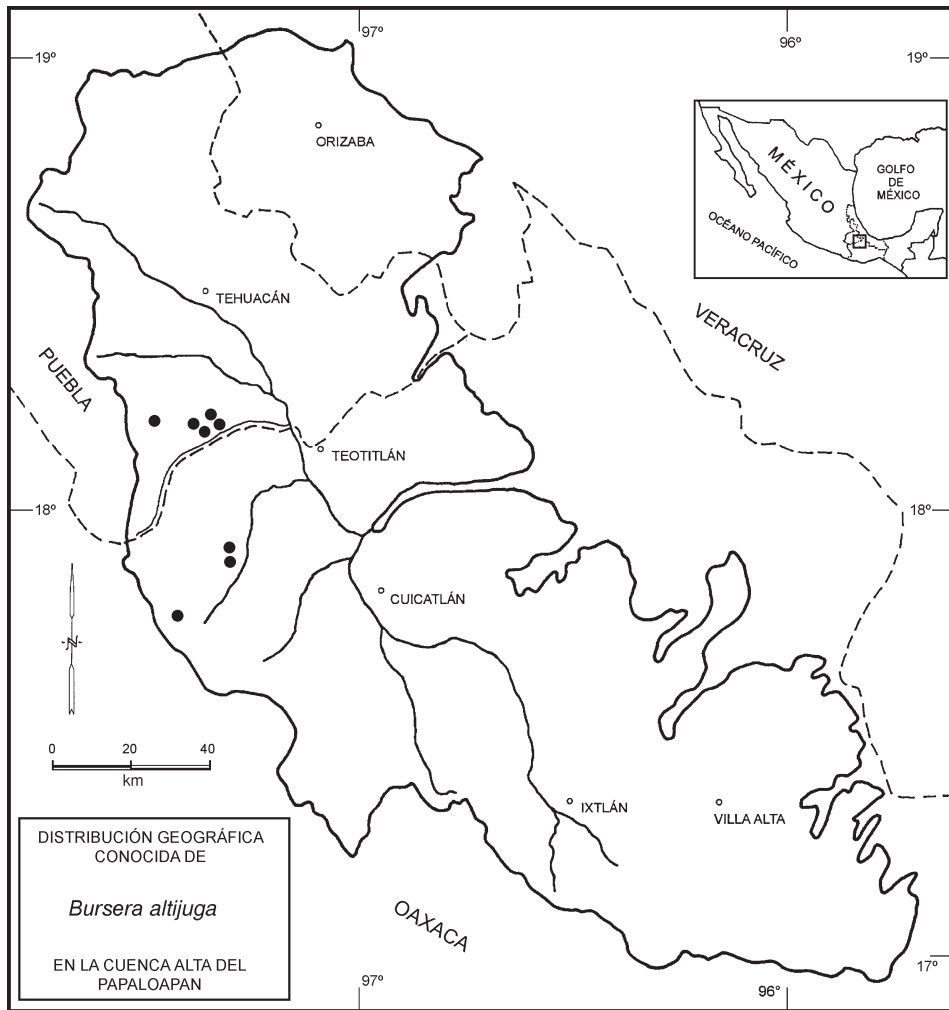 97º
96º
19º
19º
ORIZABA
MÉXICO
GOLFO
DE
MÉXICO
OCÉANO PACÍFICO
TEHUACÁN
VERACRUZ
PUEBLA
TEOTITLÁN
18º
18º
CUICATLÁN
N
0 20 40
km
IXTLÁN
VILLA ALTA
DISTRIBUCIÓN GEOGRÁFICA
CONOCIDA DE
Bursera altijuga
EN LA CUENCA ALTA DEL
PAPALOAPAN
OAXACA
17º
97º
96º